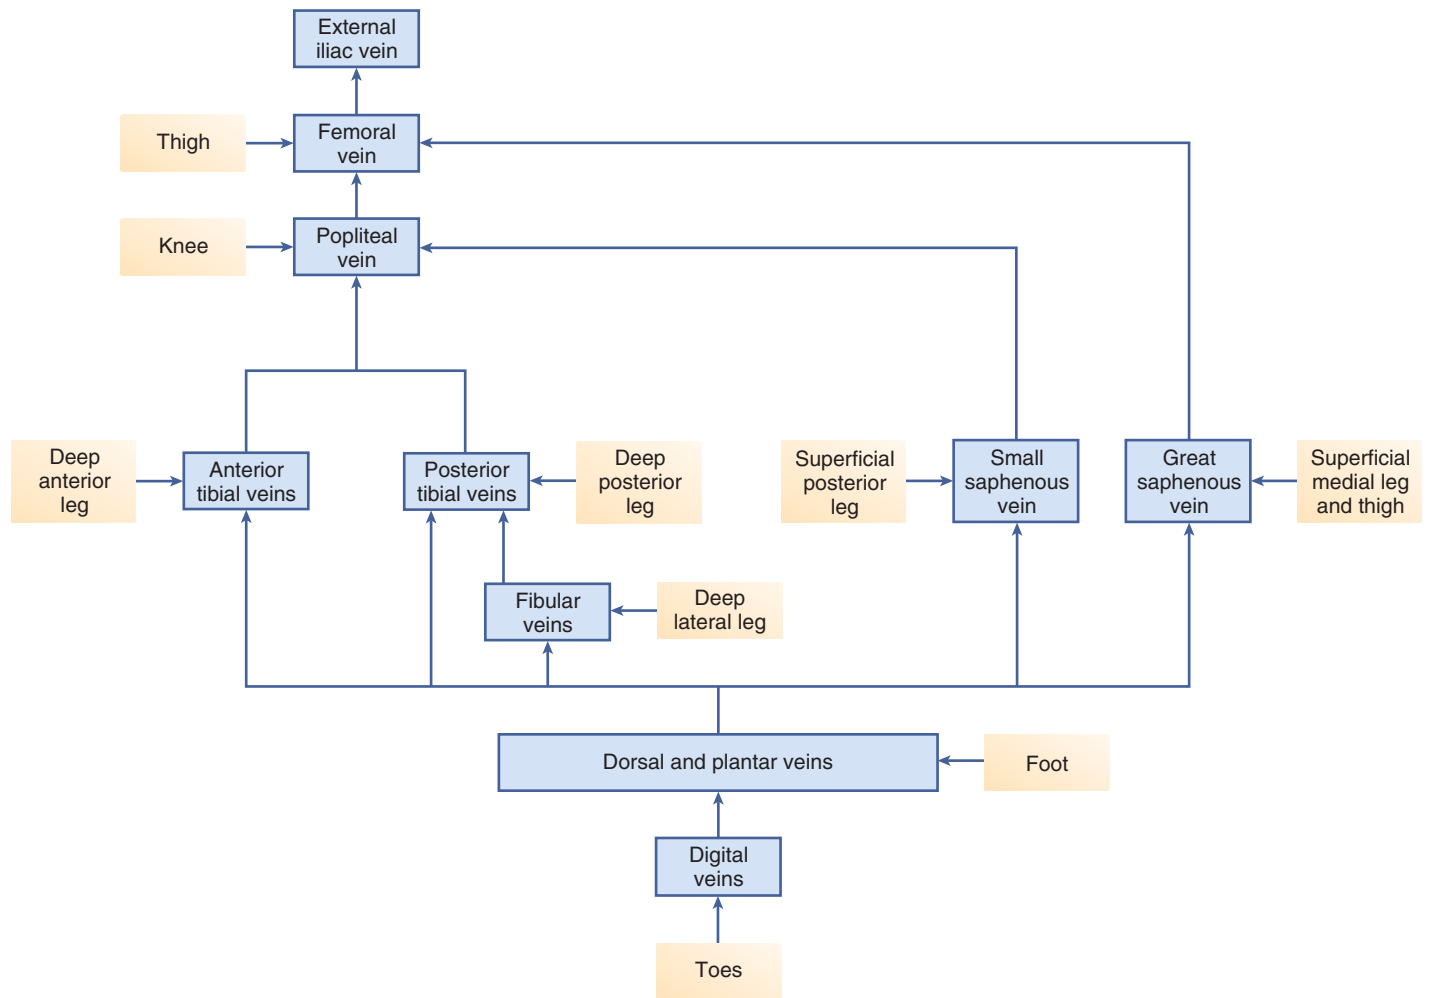 External
iliac vein
Thigh
Femoral
vein
Knee
Popliteal
vein
Deep
anterior
leg
Anterior
tibial veins
Posterior
tibial veins
Deep
posterior
leg
Superficial
posterior
leg
Small
saphenous
vein
Great
saphenous
vein
Superficial
medial leg
and thigh
Fibular
veins
Deep
lateral leg
Dorsal and plantar veins
Foot
Digital
veins
Toes